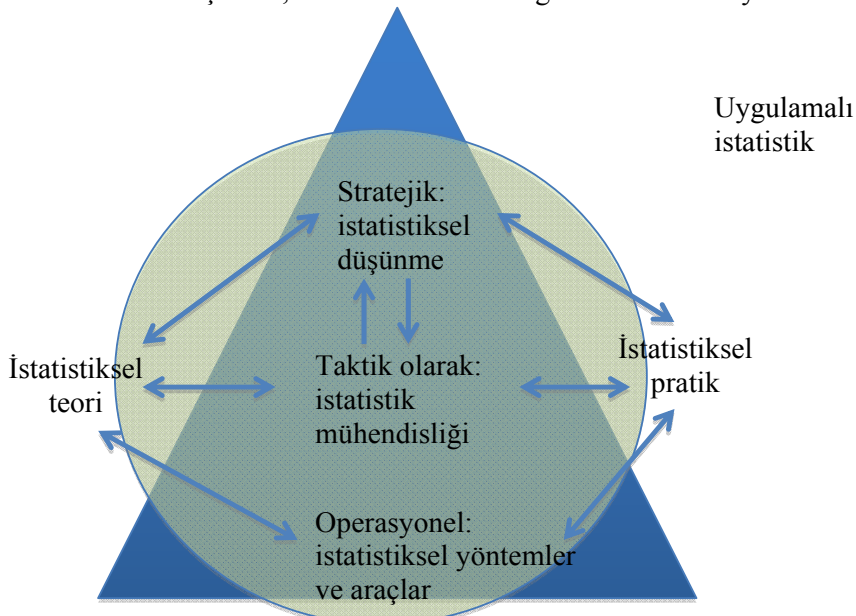 Uygulamalı
istatistik
Stratejik:
istatistiksel
düşünme
İstatistiksel
teori
Taktik olarak:
istatistik
mühendisliği
İstatistiksel
pratik
Operasyonel:
istatistiksel yöntemler
ve araçlar